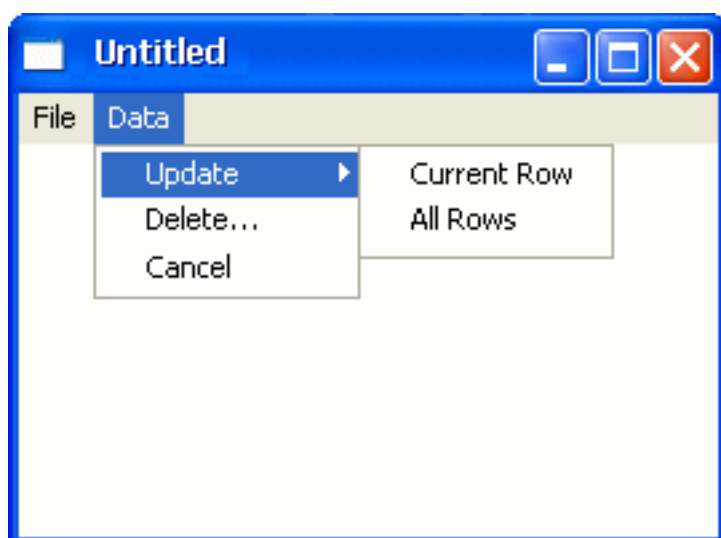 Untitled
File Data
Update Current Row
Delete... All Rows
Cancel